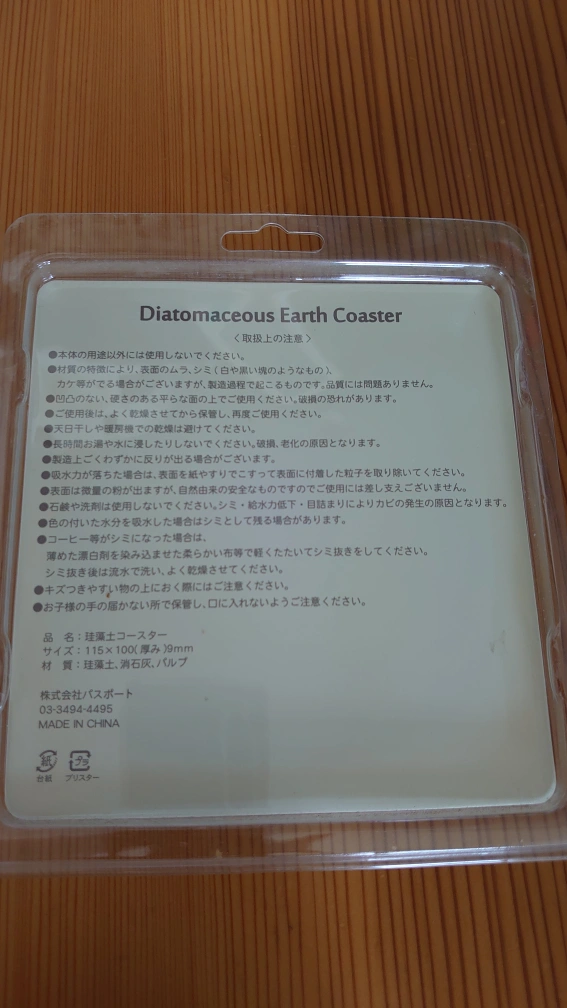 Diatomaceous Earth Coaster
〈取扱上の注意〉
●本体の用途以外には使用しないでください。
●材質の特徴により、表面のムラ、シミ(白や黒い塊のようなもの)、
カケ等がでる場合がございますが、製造過程で起こるものです。品質には問題ありません。
●凹凸のない、硬さのある平らな面の上でご使用ください。破損の恐れがあります。
●ご使用後は、よく乾燥させてから保管し、再度ご使用ください。
●天日干しや暖房機での乾燥は避けてください。
●長時間お湯や水に浸したりしないでください。破損、老化の原因となります。
●製造上ごくわずかに反りが出る場合がございます。
●吸水力が落ちた場合は、表面を紙やすりでこすって表面に付着した粒子を取り除いてください。
●表面は微量の粉が出ますが、自然由来の安全なものですのでご使用には差し支えございません。
●石鹸や洗剤は使用しないでください。シミ・給水力低下・目詰まりによりカビの発生の原因となります。
●色の付いた水分を吸水した場合はシミとして残る場合があります。
●コーヒー等がシミになった場合は、
薄めた漂白剤を染み込ませた柔らかい布等で軽くたたいてシミ抜きをしてください。
シミ抜き後は流水で洗い、よく乾燥させてください。
●キズつきやすい物の上におく際にはご注意ください。
●お子様の手の届かない所で保管し、口に入れないようご注意ください。
品 名：珪藻土コースター
サイズ：115×100(厚み)9mm
材 質：珪藻土、消石灰、パルプ
株式会社パスポート
03-3494-4495
MADE IN CHINA
紙 プラ
台紙 ブリスター